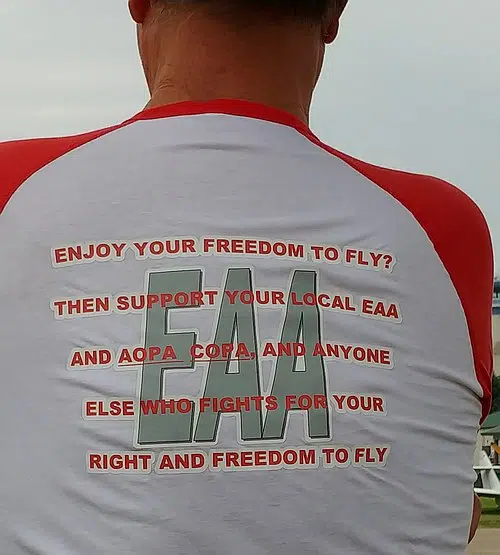 ENJOY YOUR FREEDOM TO FLY?
THEN SUPPORT YOUR LOCAL EAA
AND AOPA COPA, AND ANYONE
ELSE WHO FIGHTS FOR YOUR
RIGHT AND FREEDOM TO FLY
EAA